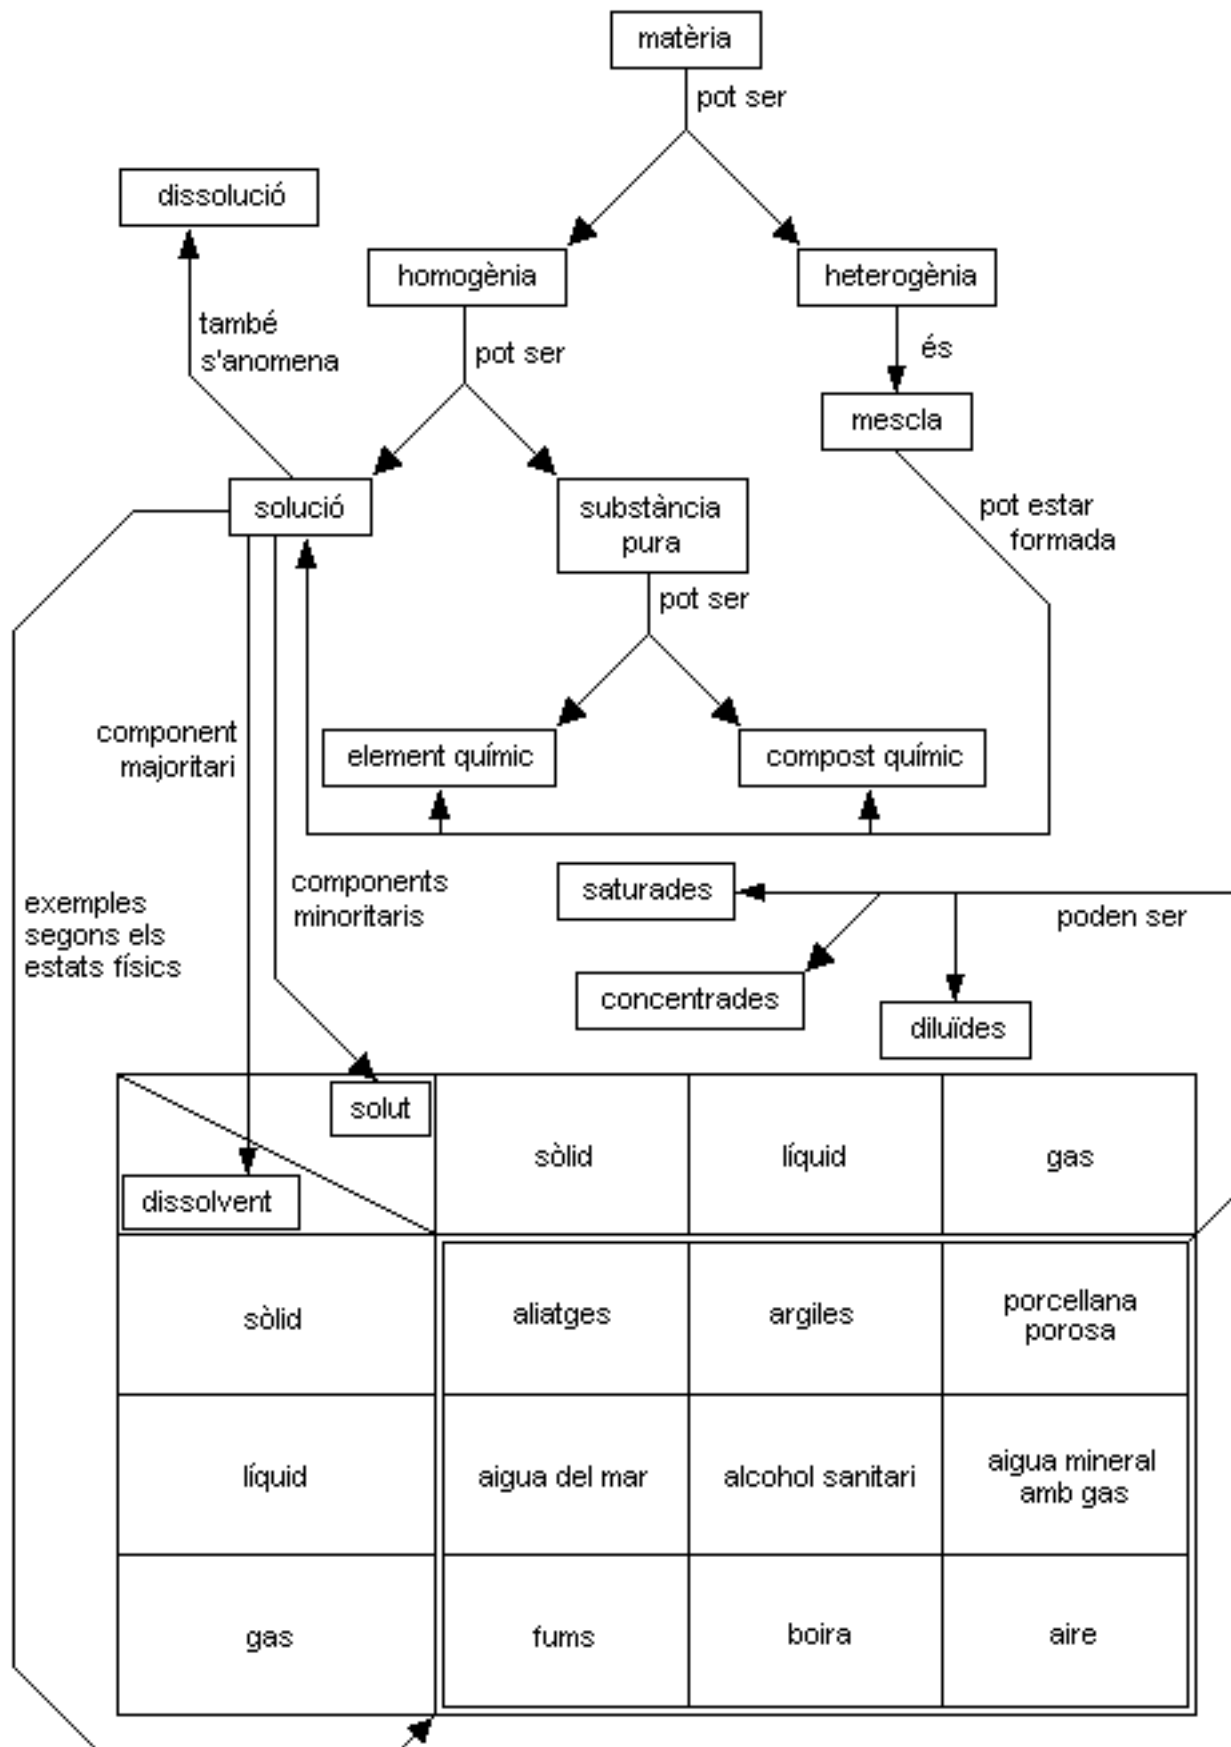 matèria
pot ser
dissolució
homogènia
heterogènia
també
s'anomena
pot ser
és
mescla
solució
substància
pura
pot estar
formada
pot ser
component
majoritari
element químic
compost químic
exemples
segons els
estats físics
components
minoritaris
saturades
poden ser
concentrades
diluïdes
solut
dissolvent
sòlid
líquid
gas
sòlid
aliatges
argiles
porcellana
porosa
líquid
aigua del mar
alcohol sanitari
aigua mineral
amb gas
gas
fums
boira
aire